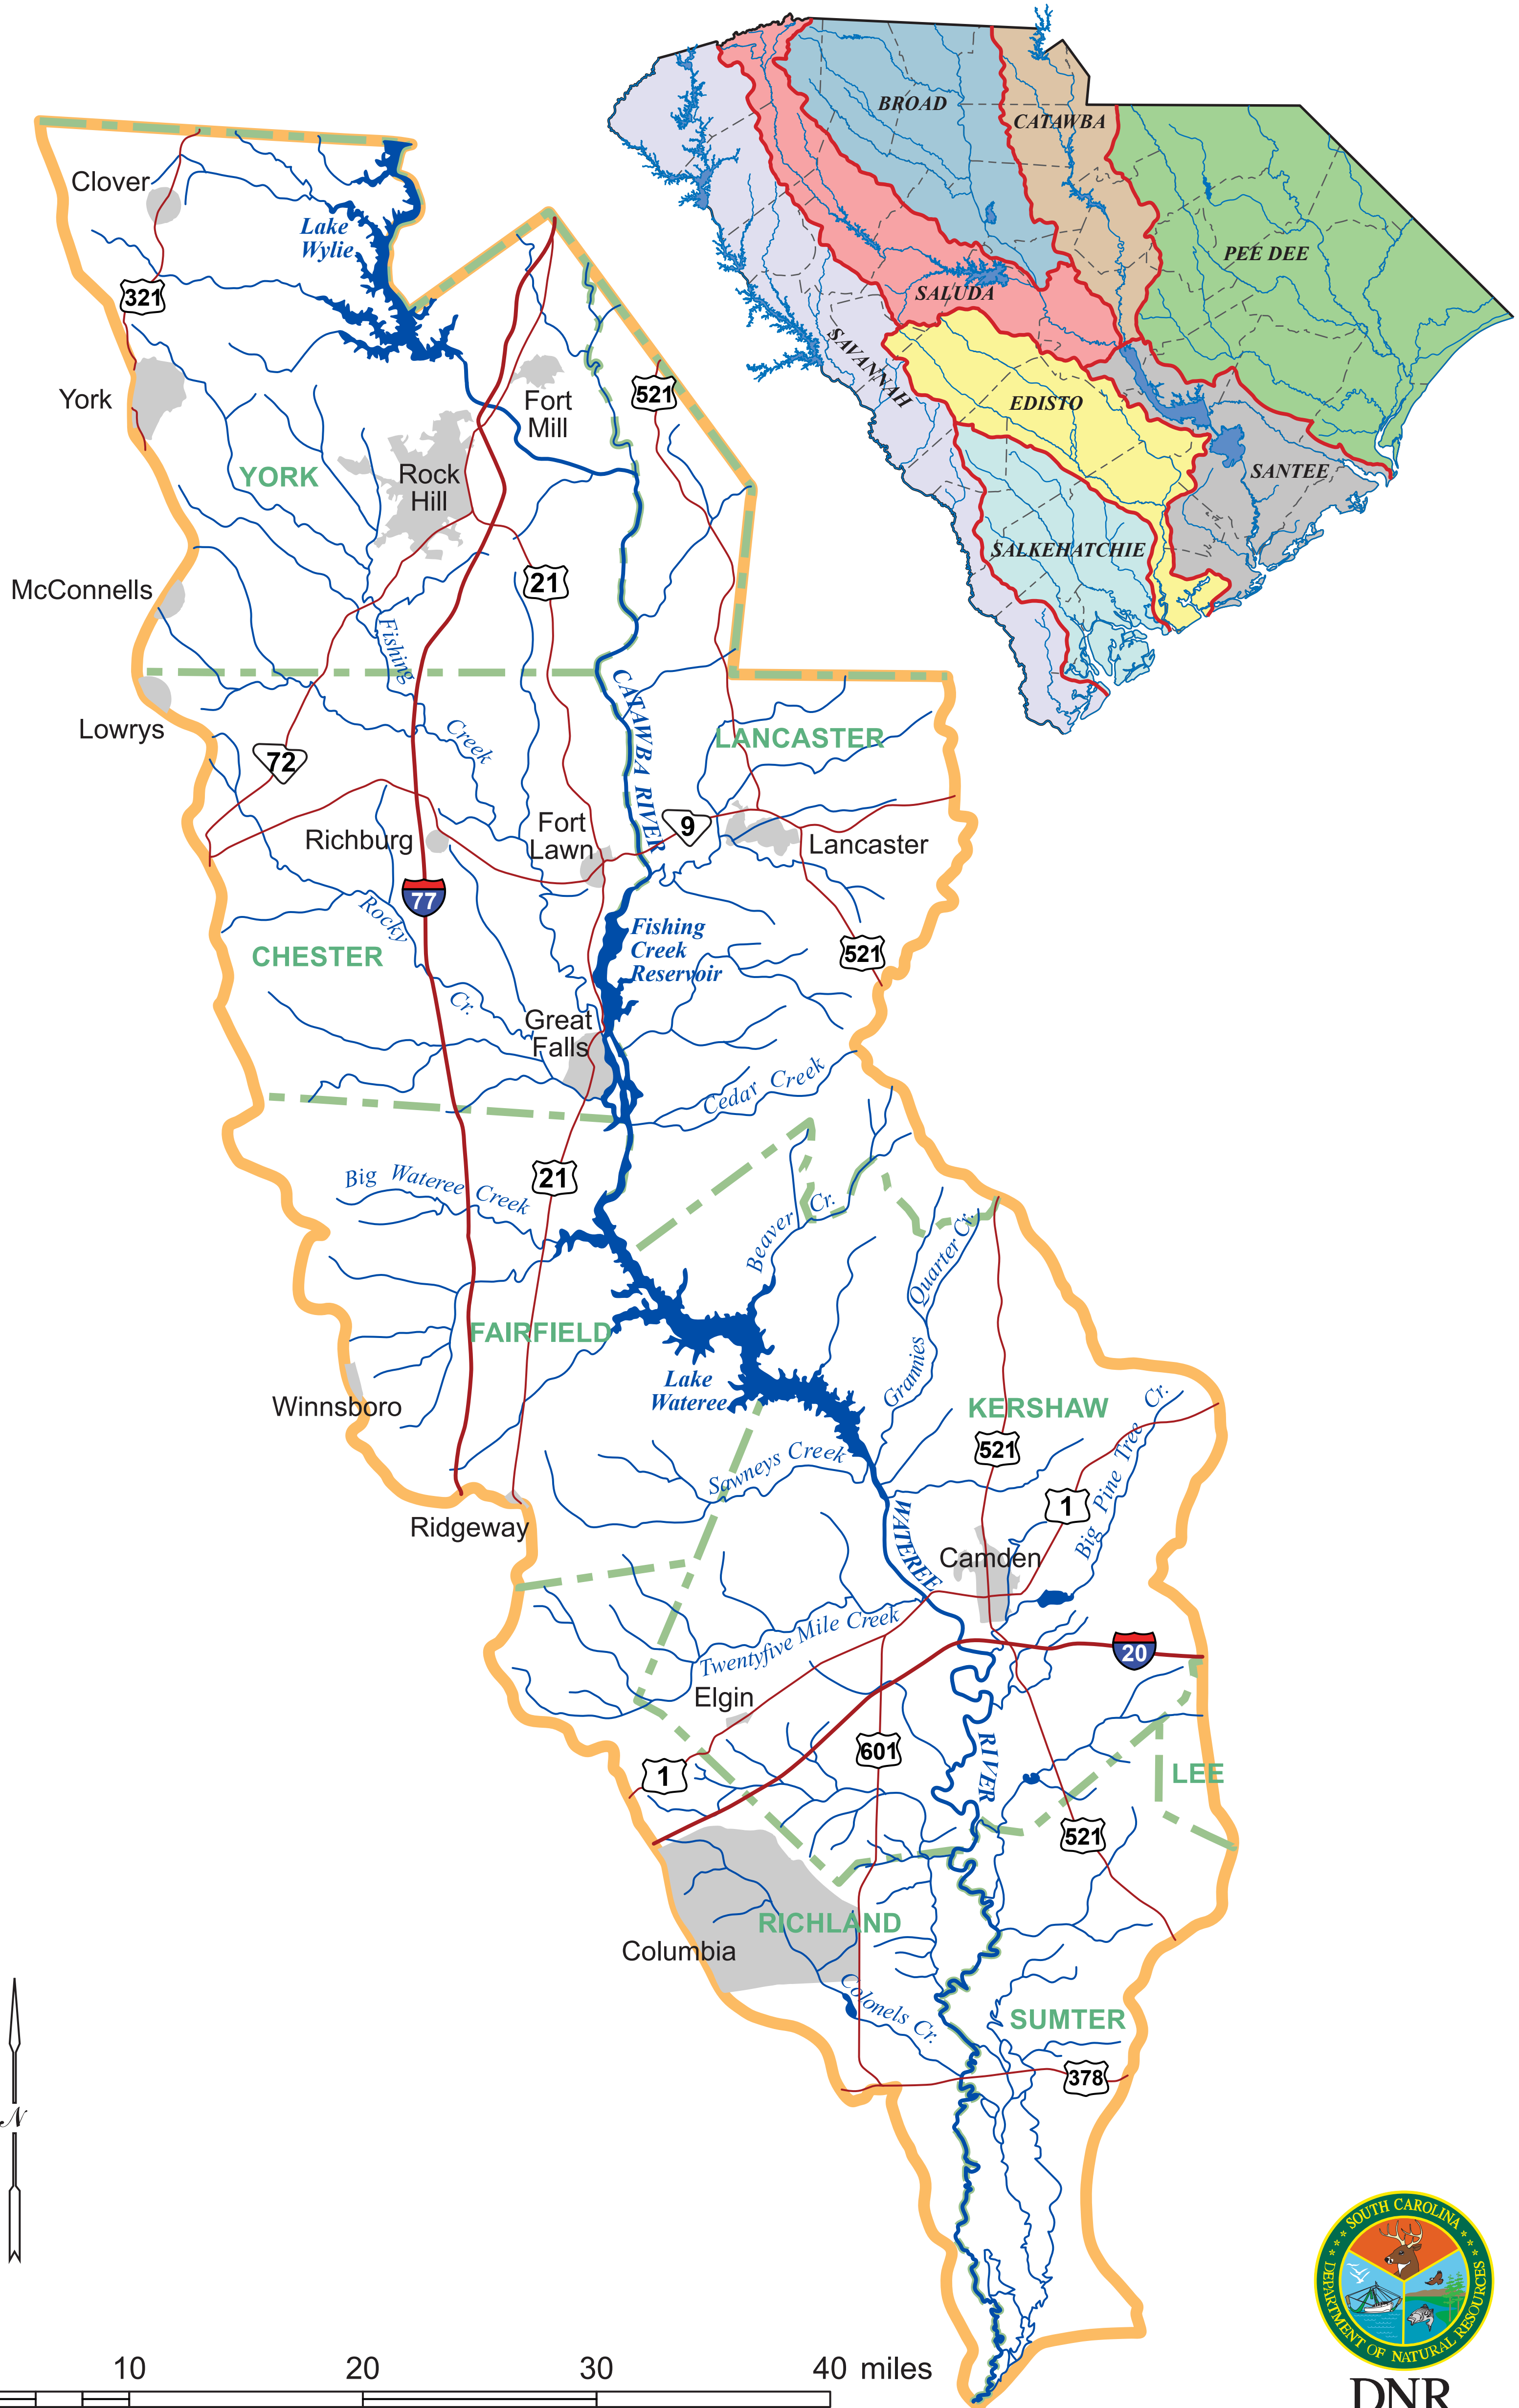 BROAD
CATAWBA
PEE DEE
SALUDA
SAVANNAH
EDISTO
SANTEE
SALKEHATCHIE
Clover
Lake
Wylie
321
York
Fort
Mill
521
YORK
Rock
Hill
McConnells
21
Fishing
Creek
Lowrys
CATAWBA RIVER
LANCASTER
72
Richburg
Fort
Lawn
9
Lancaster
77
Rocky
Cr.
CHESTER
Fishing
Creek
Reservoir
521
Great
Falls
Cedar Creek
Big Wateree Creek
21
Beaver Cr.
Grannies
Quarter Cr.
FAIRFIELD
Lake
Wateree
Winnsboro
KERSHAW
521
Sawneys Creek
1
Big Pine Tree Cr.
Ridgeway
WATEREE
RIVER
Camden
Twentyfive Mile Creek
20
Elgin
601
1
LEE
521
RICHLAND
Columbia
Colonels Cr.
SUMTER
378
N
10 20 30 40 miles
SOUTH CAROLINA
DEPARTMENT OF NATURAL RESOURCES
DNR